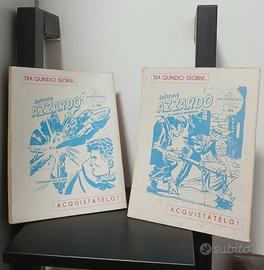 TRA QUINDICI GIORNI...
Johnny
AZZARDO
ACQUISTATELO!
TRA QUINDICI GIORNI...
Johnny
AZZARDO
ACQUISTATELO!
subito